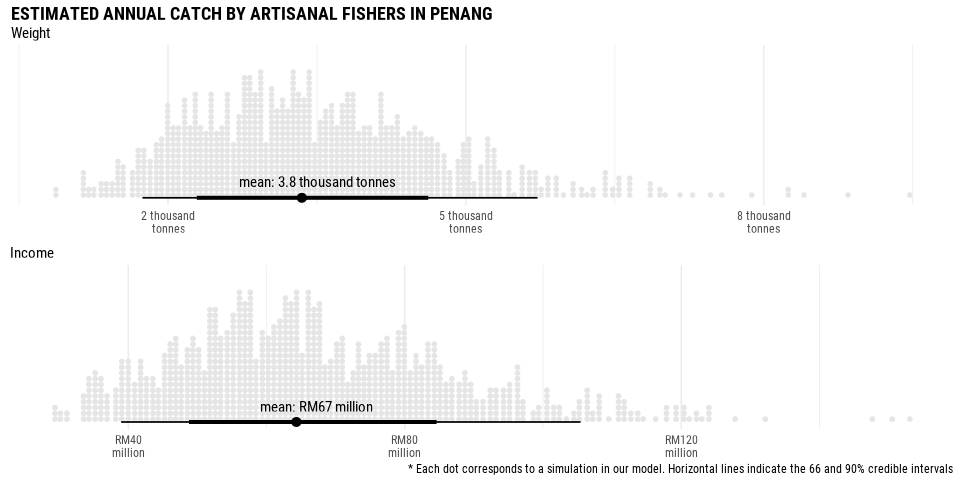 ESTIMATED ANNUAL CATCH BY ARTISANAL FISHERS IN PENANG
Weight
mean: 3.8 thousand tonnes
2 thousand
tonnes
5 thousand
tonnes
8 thousand
tonnes
Income
mean: RM67 million
RM40
million
RM80
million
RM120
million
* Each dot corresponds to a simulation in our model. Horizontal lines indicate the 66 and 90% credible intervals